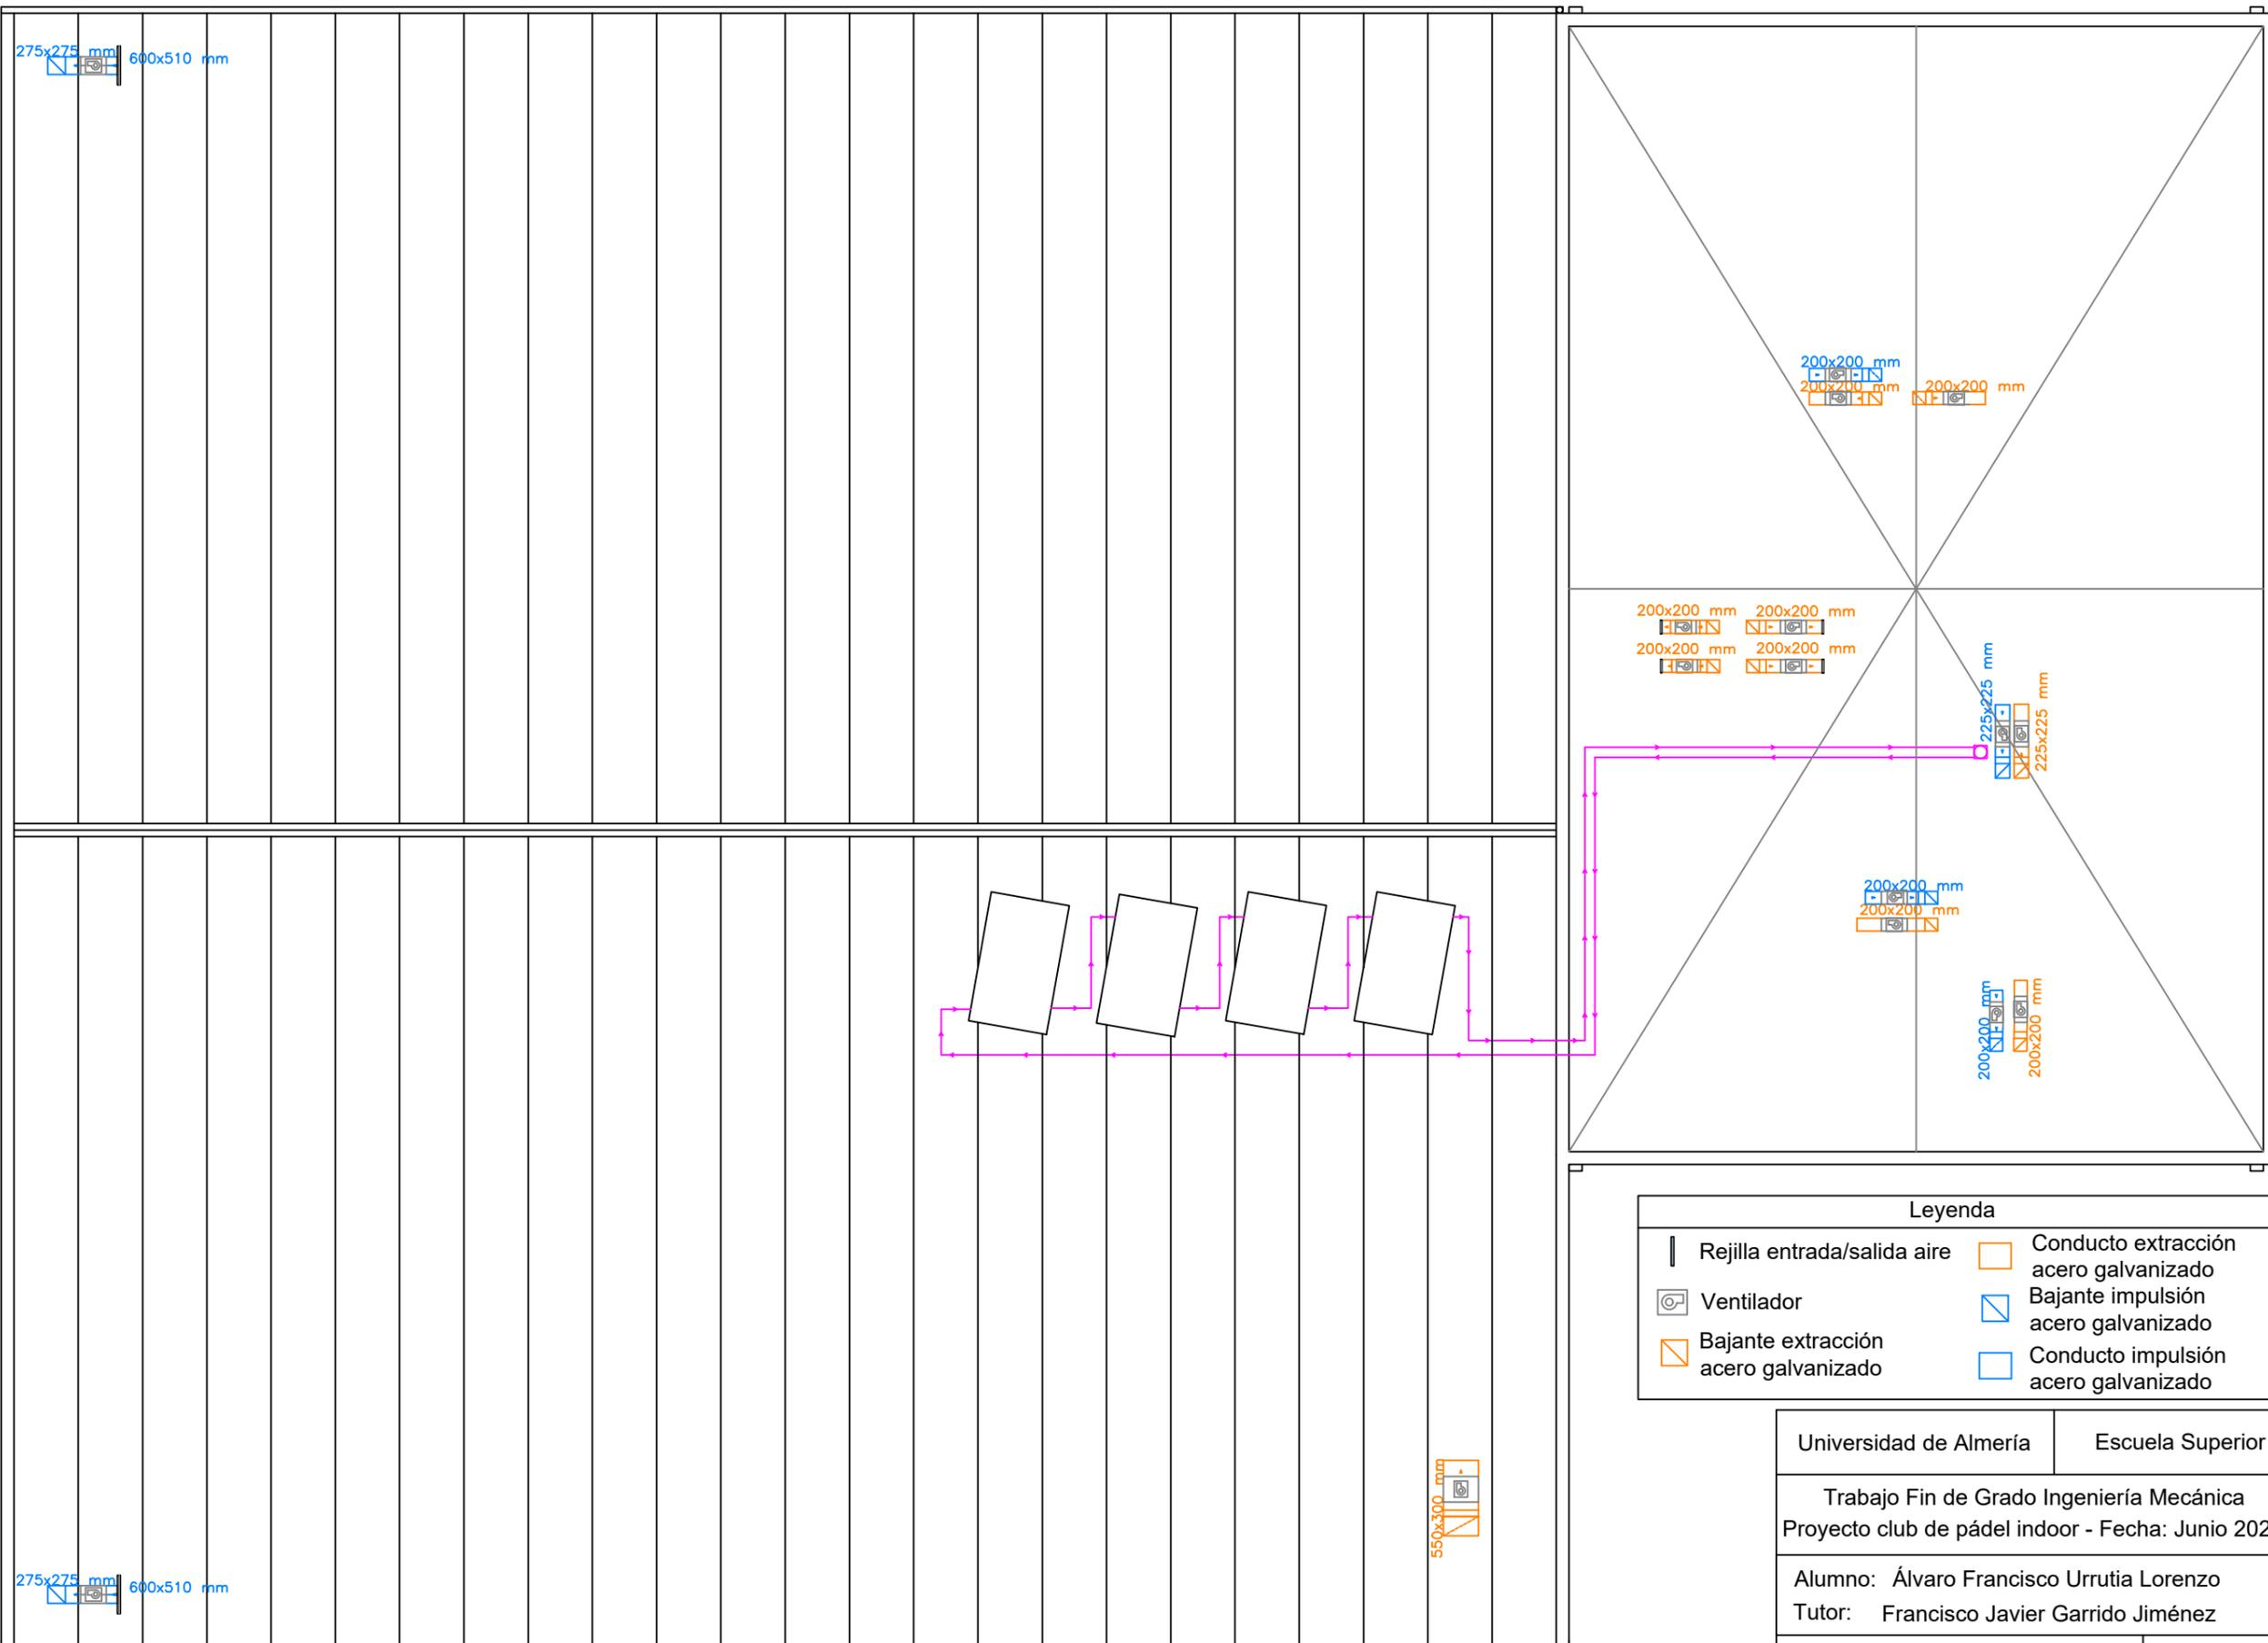 275x275 mm
600x510 mm
200x200 mm
200x200 mm
200x200 mm
200x200 mm
200x200 mm
200x200 mm
200x200 mm
225x225 mm
225x225 mm
200x200 mm
200x200 mm
200x200 mm
200x200 mm
550x300 mm
275x275 mm
600x510 mm
Leyenda
Rejilla entrada/salida aire
Ventilador
Bajante extracción
acero galvanizado
Conducto extracción
acero galvanizado
Bajante impulsión
acero galvanizado
Conducto impulsión
acero galvanizado
Universidad de Almería
Escuela Superior
Trabajo Fin de Grado Ingeniería Mecánica
Proyecto club de pádel indoor - Fecha: Junio 202
Alumno: Álvaro Francisco Urrutia Lorenzo
Tutor: Francisco Javier Garrido Jiménez